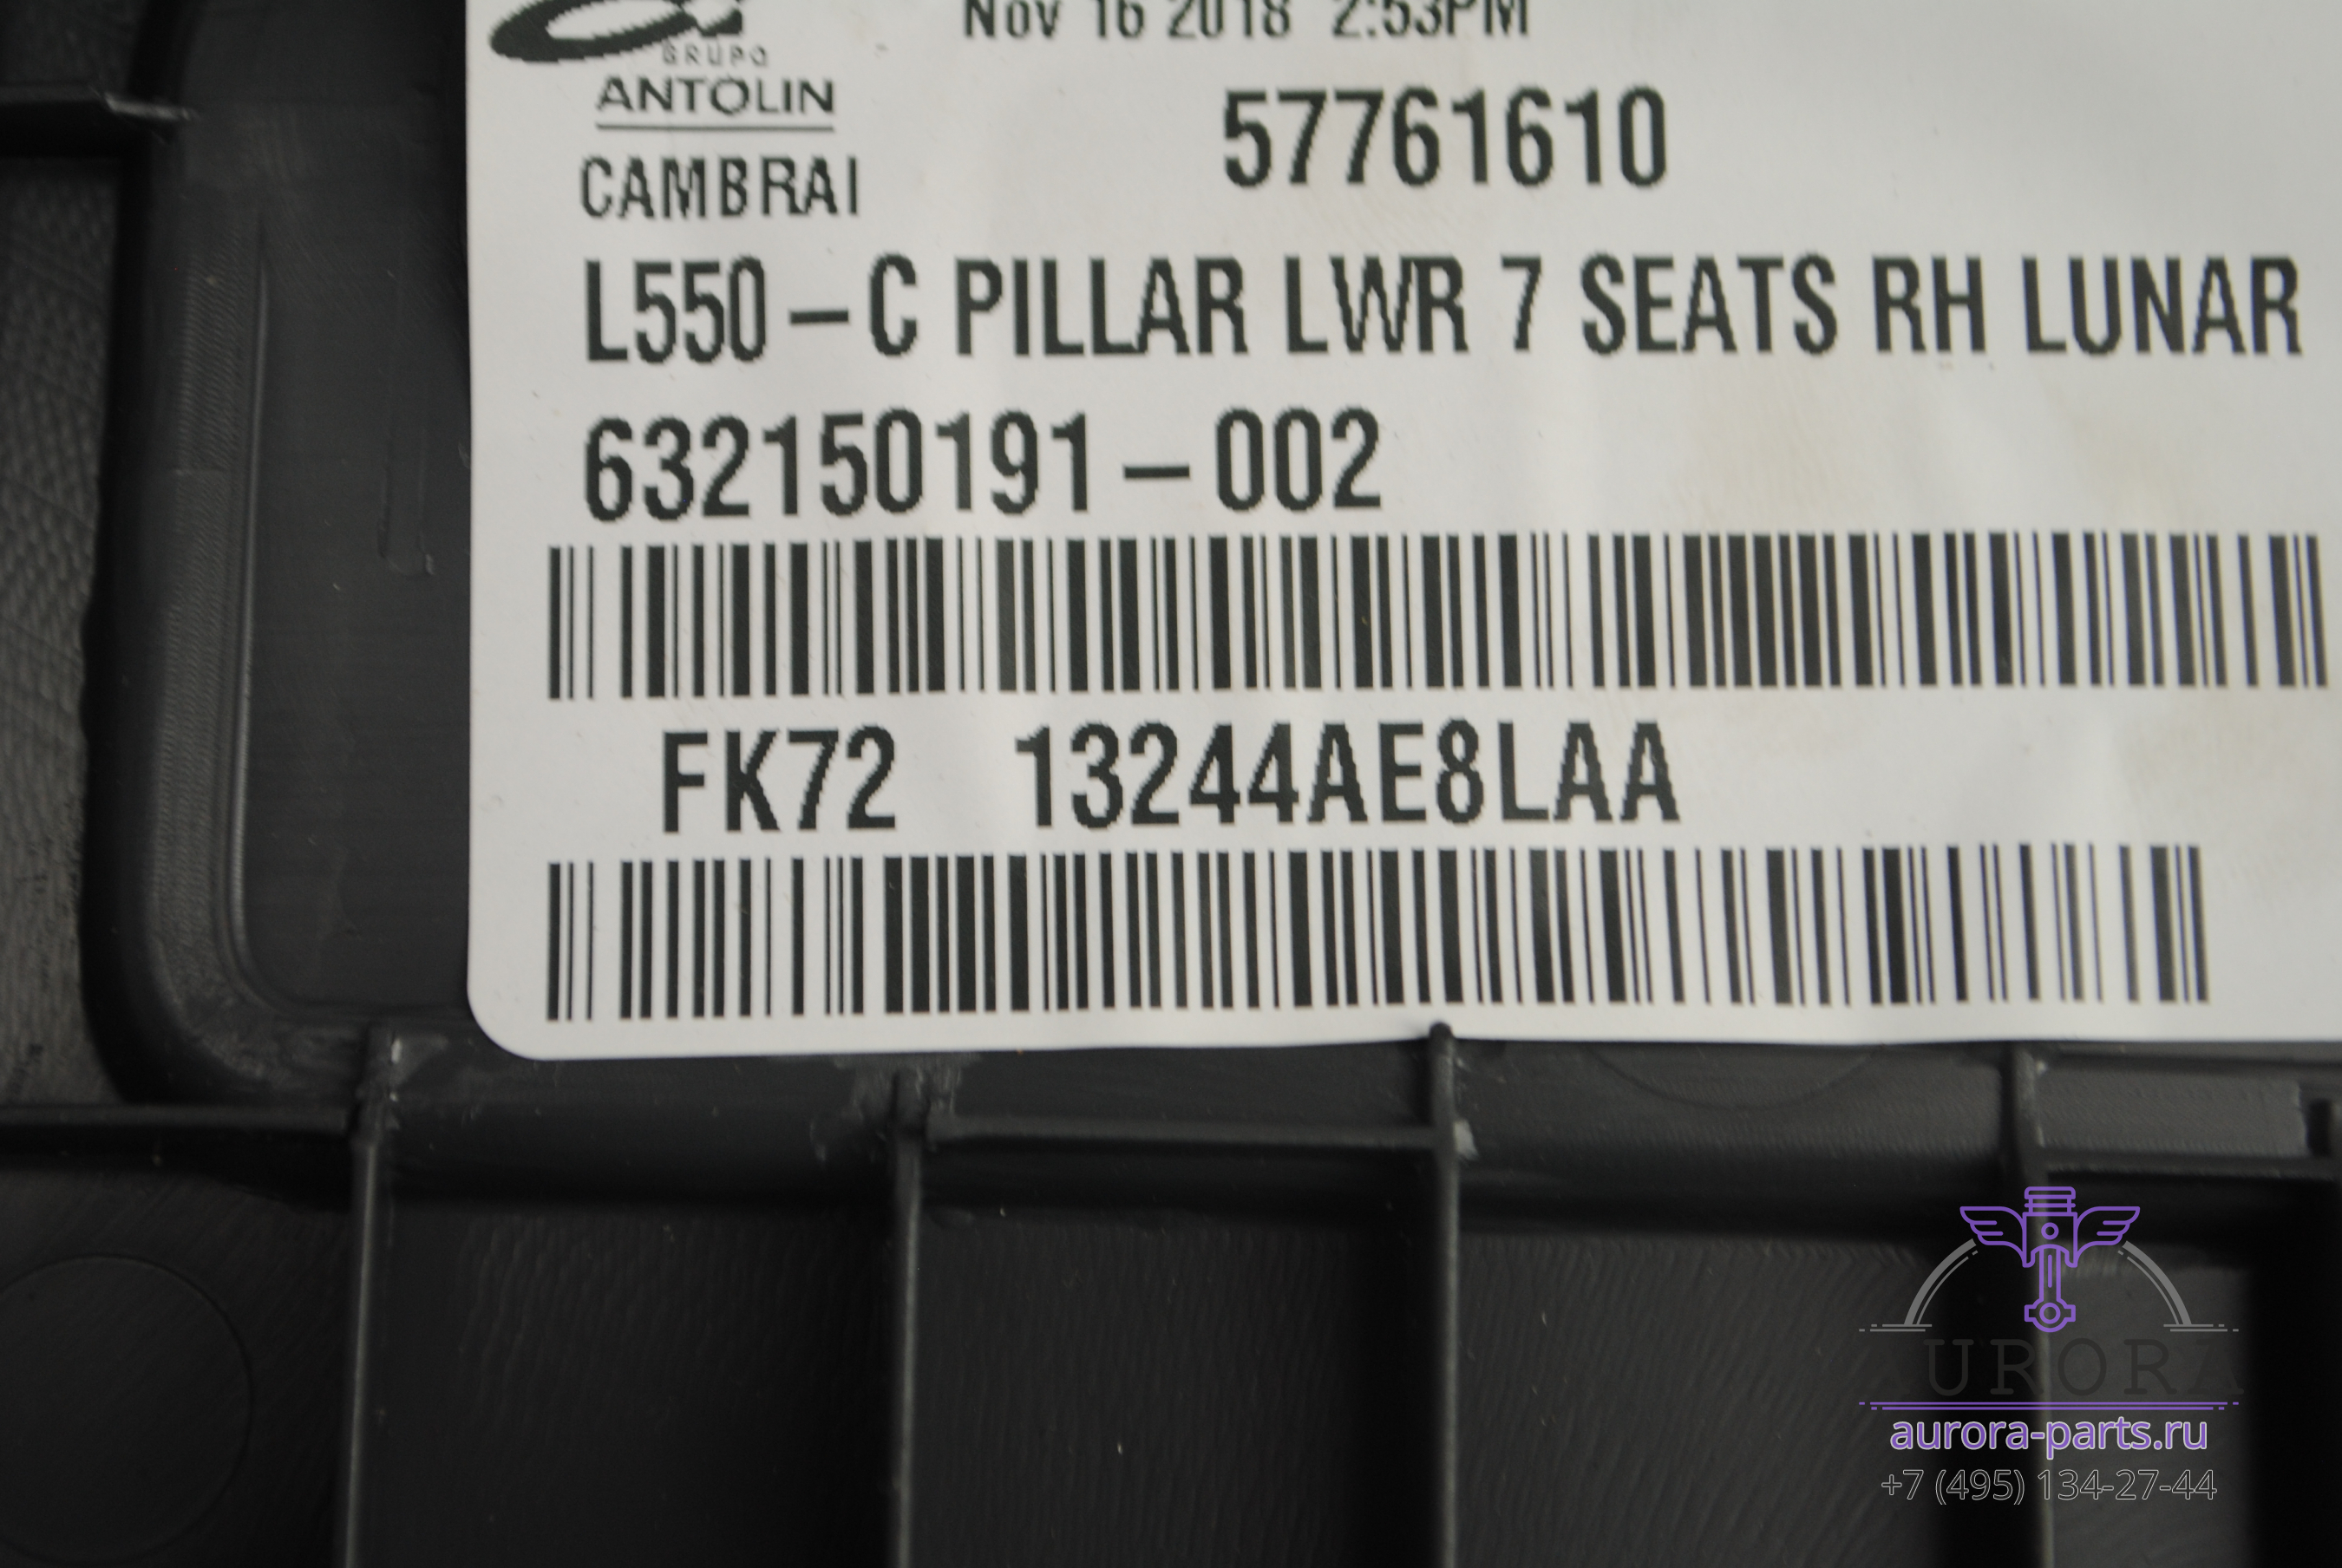 Nov 16 2018 2:53PM
GRUPO
ANTOLIN
57761610
CAMBRAI
L550-C PILLAR LWR 7 SEATS RH LUNAR
632150191-002
FK72 13244AE8LAA
AURORA
aurora-parts.ru
+7 (495) 134-27-44